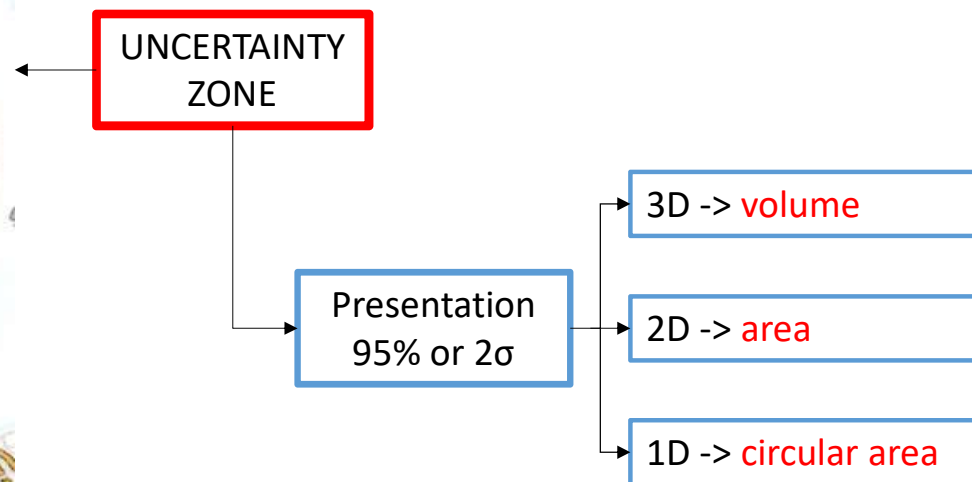 UNCERTAINTY
ZONE
3D -> volume
Presentation
95% or 2σ
2D -> area
1D -> circular area